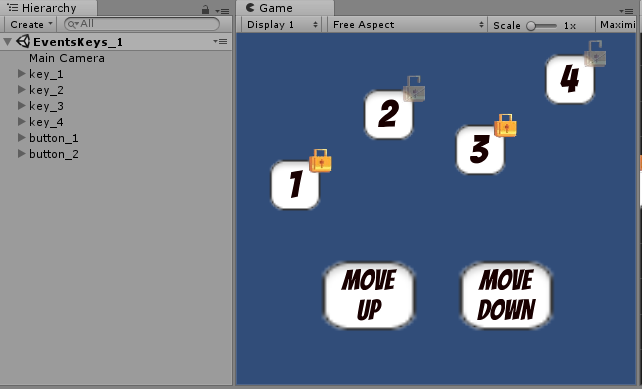 Hierarchy
Create
All
EventsKeys_1
Main Camera
key_1
key_2
key_3
key_4
button_1
button_2
Game
Display 1
Free Aspect
Scale
1x
Maximi
4
2
3
1
MOVE
UP
MOVE
DOWN